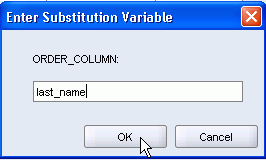 Enter Substitution Variable
ORDER_COLUMN:
last_name
OK
Cancel